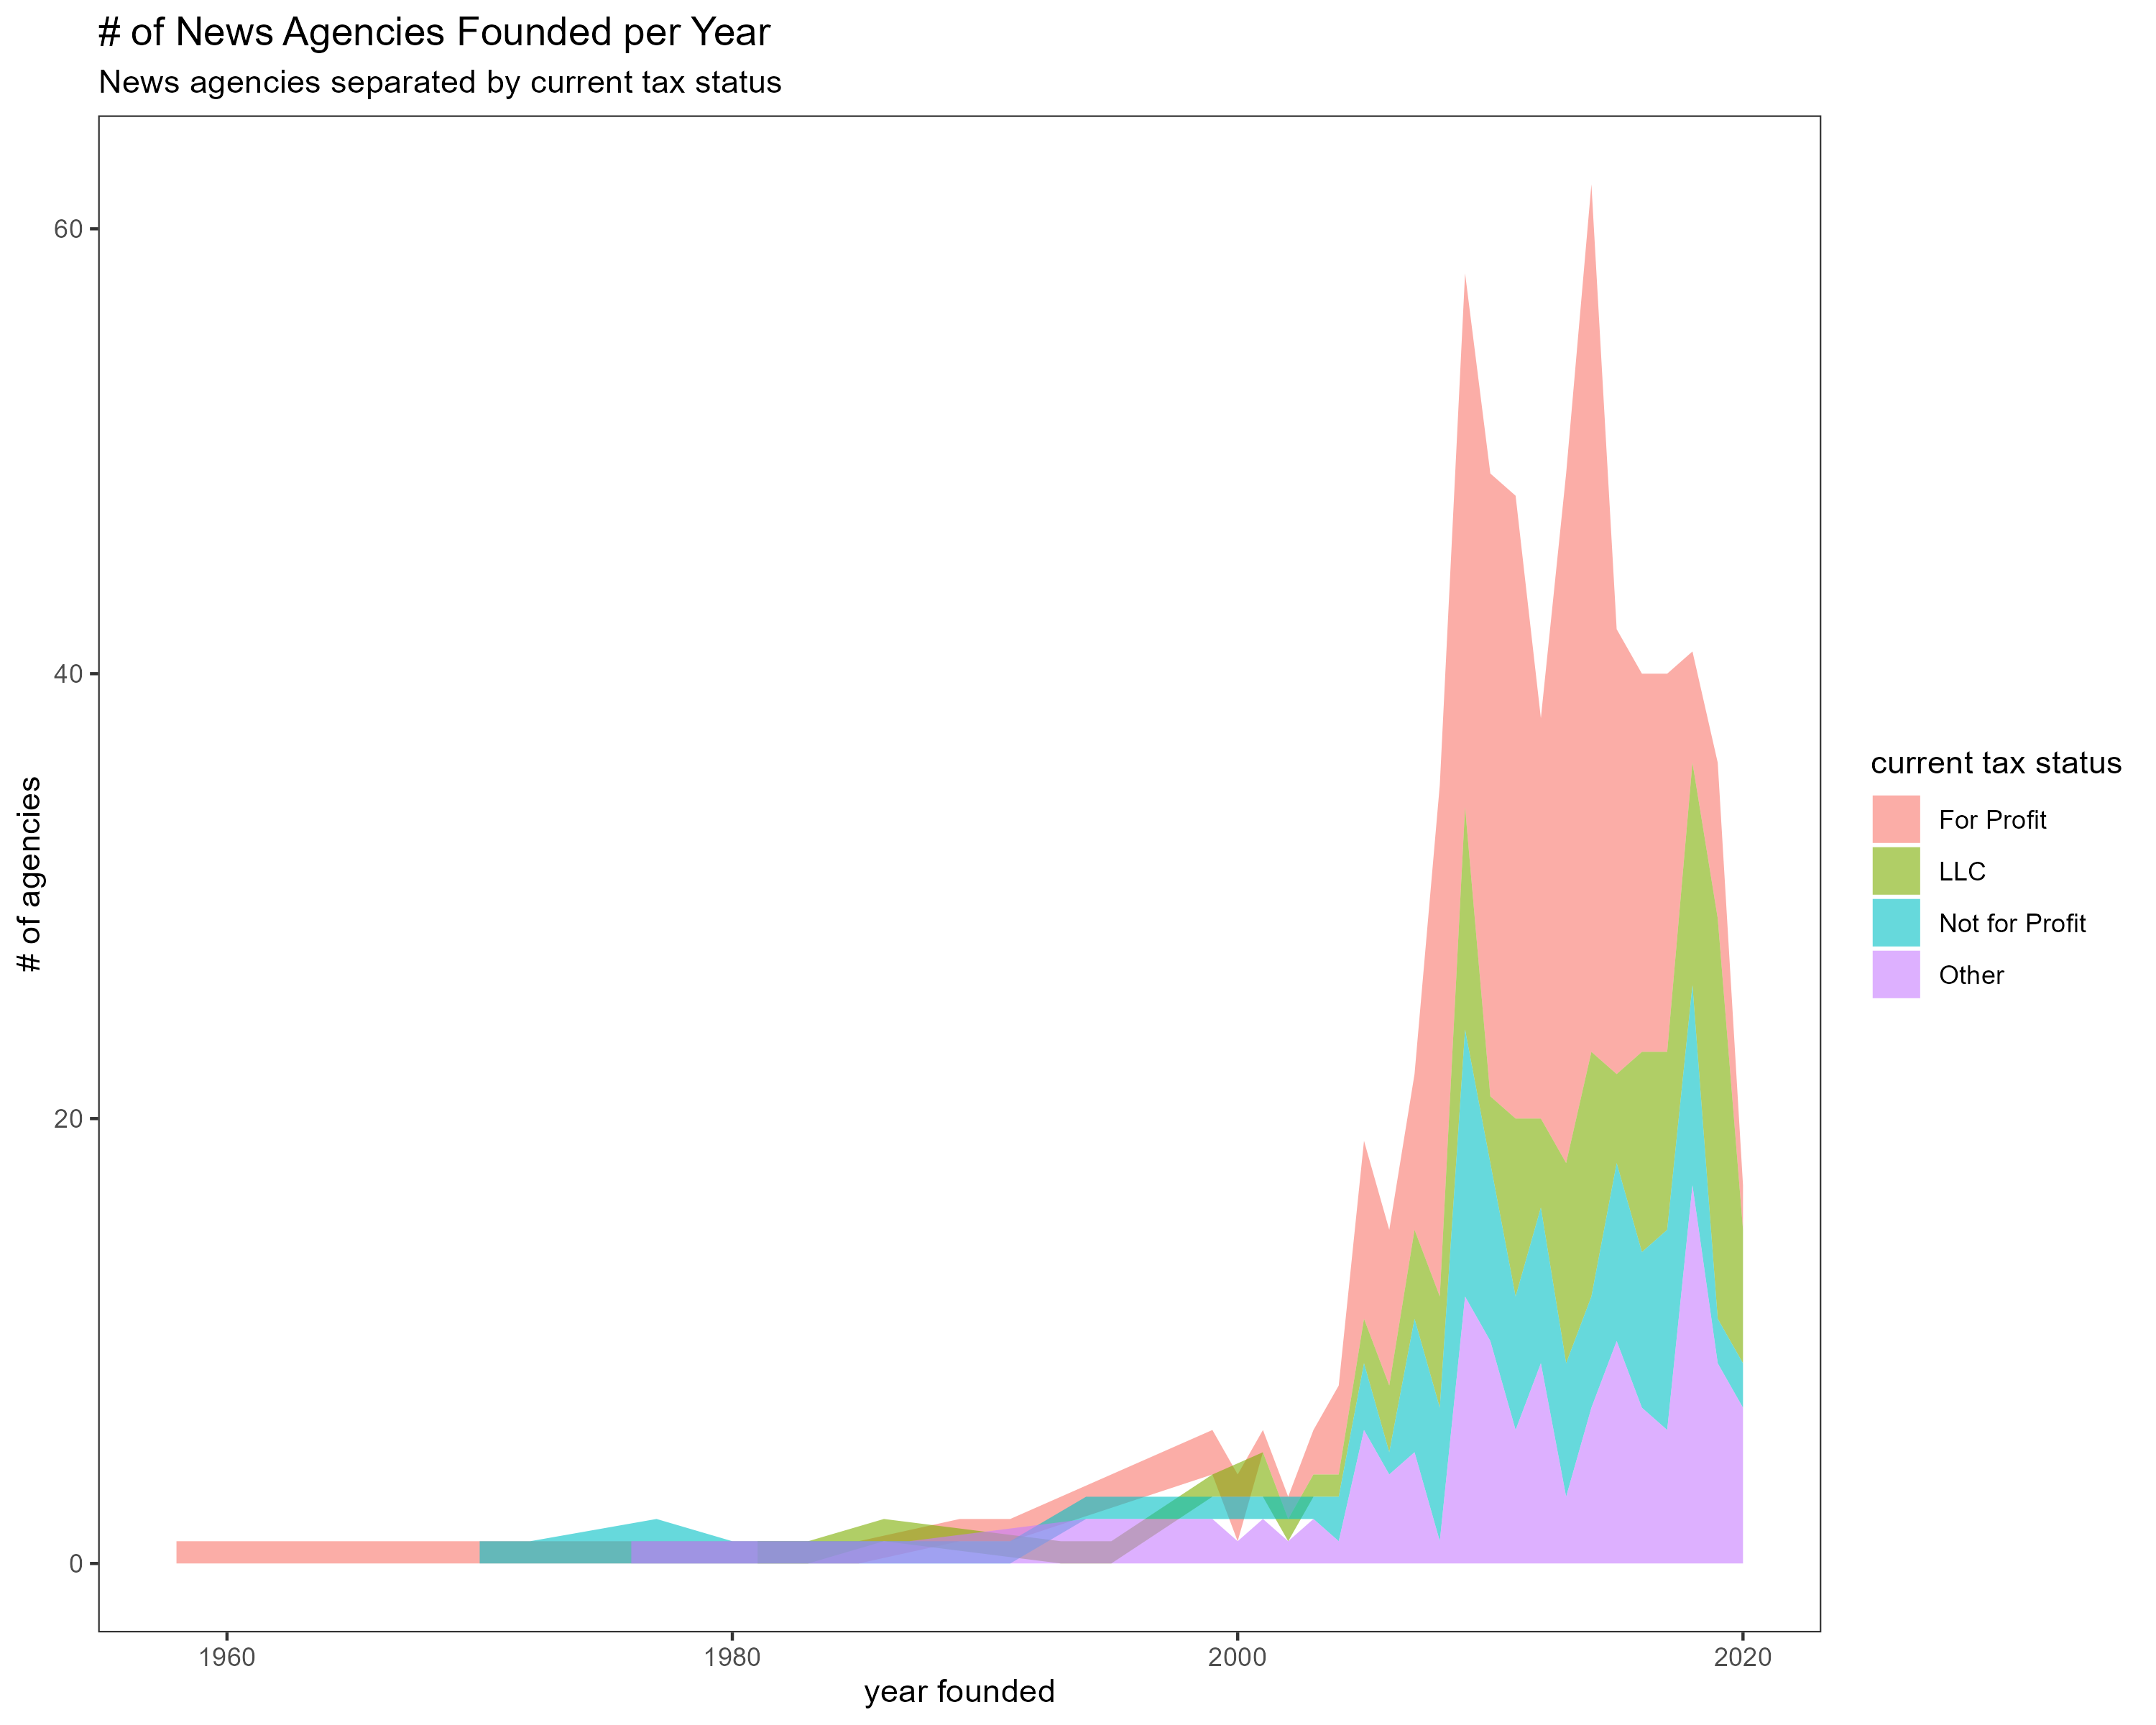 # of News Agencies Founded per Year
News agencies separated by current tax status
60
40
20
0
# of agencies
1960
1980
2000
2020
year founded
current tax status
For Profit
LLC
Not for Profit
Other